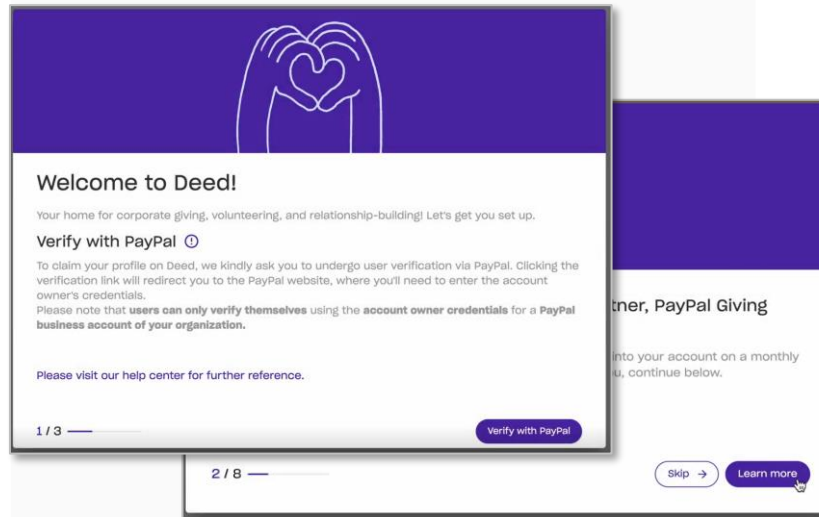 Welcome to Deed!
Your home for corporate giving, volunteering, and relationship-building! Let's get you set up.
Verify with PayPal
To claim your profile on Deed, we kindly ask you to undergo user verification via PayPal. Clicking the
verification link will redirect you to the PayPal website, where you'll need to enter the account
owner's credentials.
Please note that users can only verify themselves using the account owner credentials for a PayPal
business account of your organization.
Please visit our help center for further reference.
1 / 3
Verify with PayPal
PayPal Giving
into your account on a monthly
continue below.
2 / 8
Skip →
Learn more